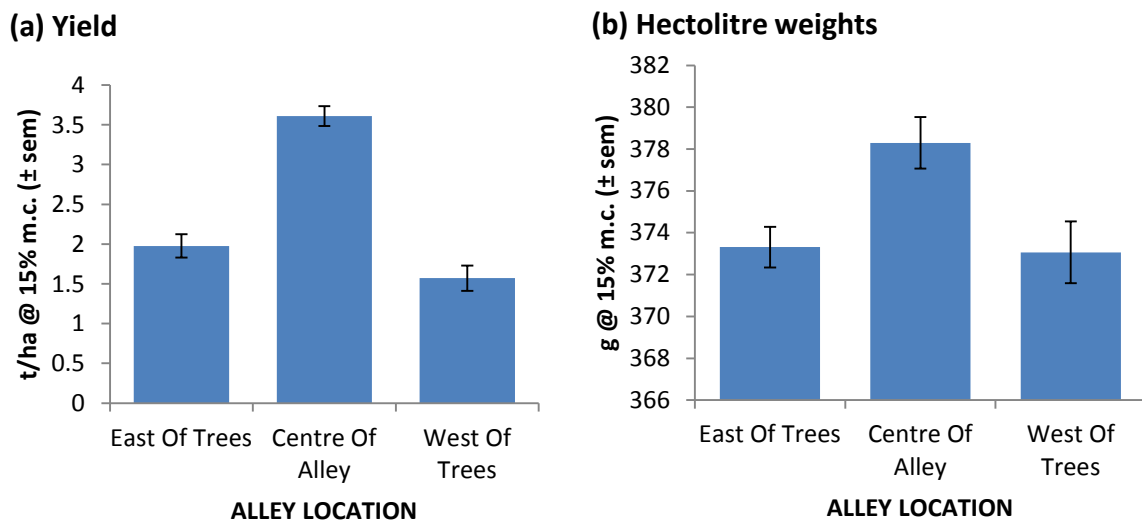 (a) Yield
t/ha @ 15% m.c. (± sem)
4
3.5
3
2.5
2
1.5
1
0.5
0
East Of Trees
Centre Of
Alley
West Of
Trees
ALLEY LOCATION
(b) Hectolitre weights
g @ 15% m.c. (± sem)
382
380
378
376
374
372
370
368
366
East Of Trees
Centre Of
Alley
West Of
Trees
ALLEY LOCATION